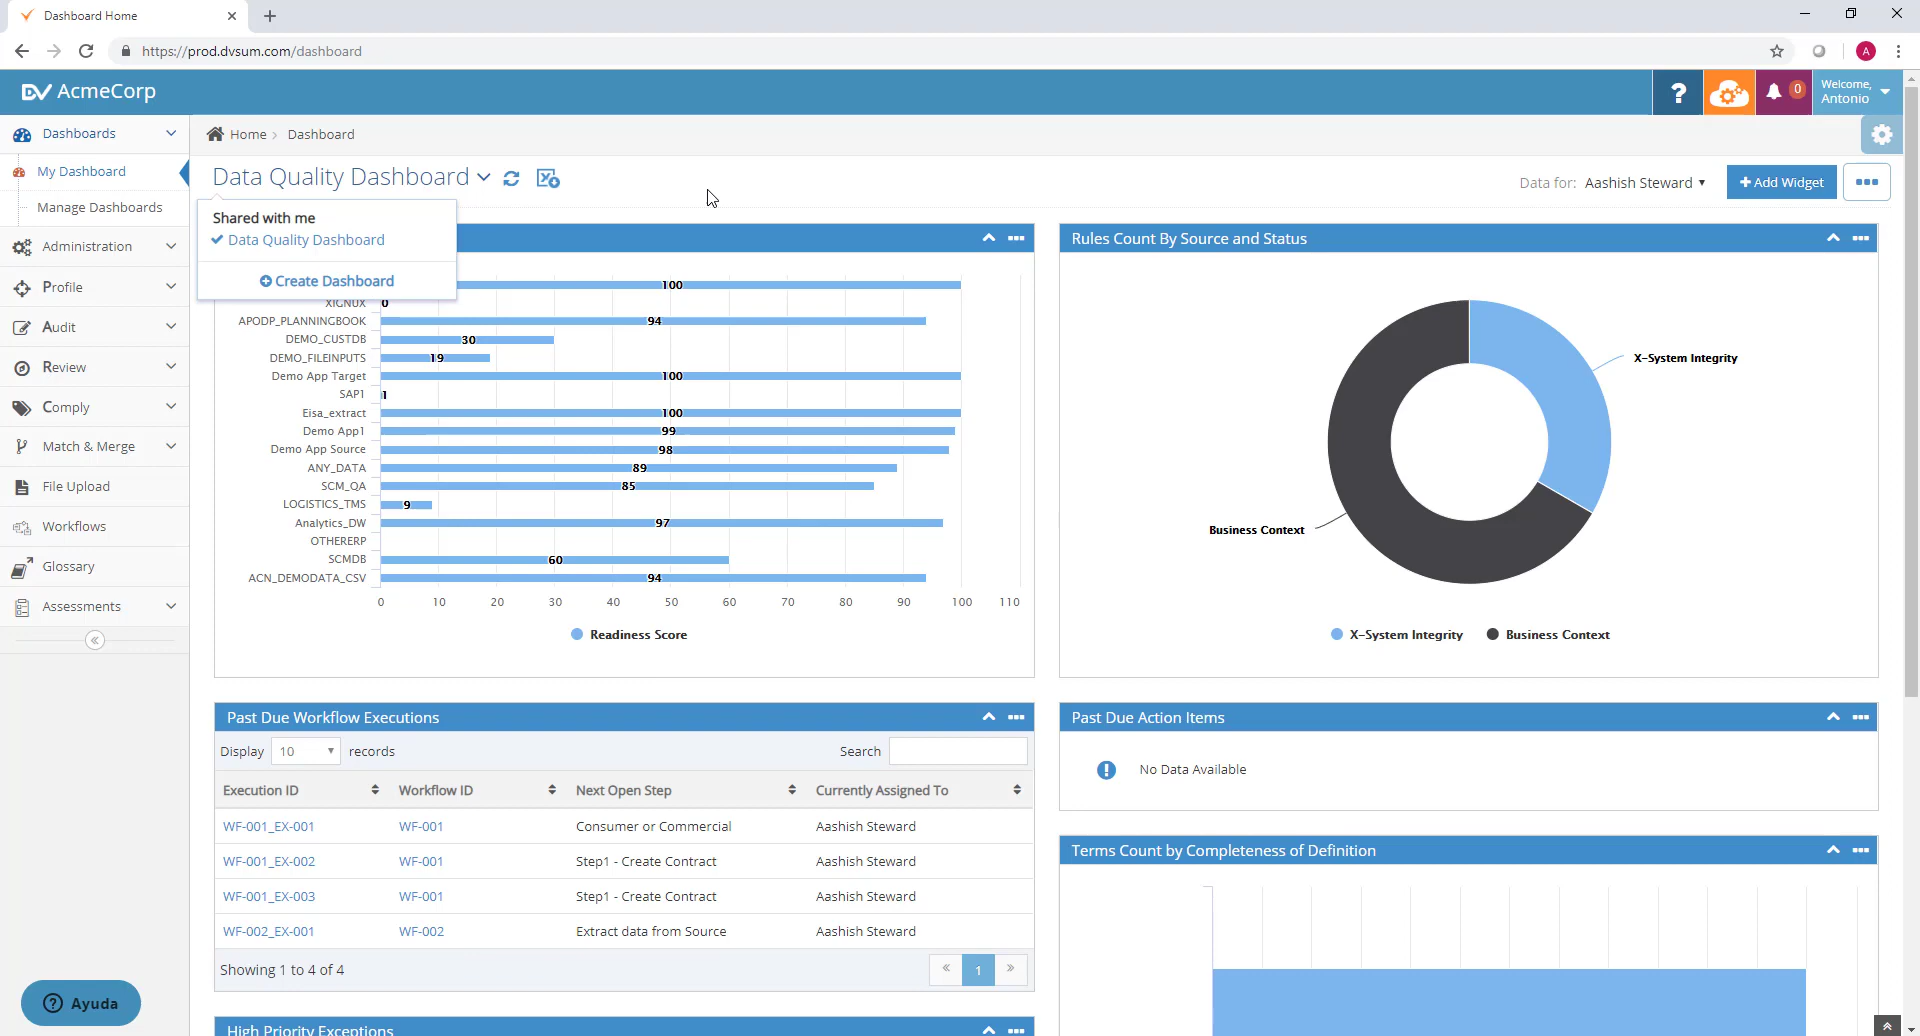 Dashboard Home
https://prod.dvsum.com/dashboard
A
DV AcmeCorp
?
0
Welcome,
Antonio
Dashboards
My Dashboard
Manage Dashboards
Administration
Profile
Audit
Review
Comply
Match & Merge
File Upload
Workflows
Glossary
Assessments
Ayuda
Home > Dashboard
Data Quality Dashboard
Data for: Aashish Steward
+ Add Widget
Shared with me
Data Quality Dashboard
Create Dashboard
100
XIGNUX 0
APODP_PLANNINGBOOK 94
DEMO_CUSTDB 30
DEMO_FILEINPUTS 19
Demo App Target 100
SAP1 1
Eisa_extract 100
Demo App1 99
Demo App Source 98
ANY_DATA 89
SCM_QA 85
LOGISTICS_TMS 9
Analytics_DW 97
OTHERERP
SCMDB 60
ACN_DEMODATA_CSV 94
0 10 20 30 40 50 60 70 80 90 100 110
Readiness Score
Rules Count By Source and Status
X-System Integrity
Business Context
X-System Integrity Business Context
Past Due Workflow Executions
Display 10 records Search
Execution ID Workflow ID Next Open Step Currently Assigned To
WF-001_EX-001 WF-001 Consumer or Commercial Aashish Steward
WF-001_EX-002 WF-001 Step1 - Create Contract Aashish Steward
WF-001_EX-003 WF-001 Step1 - Create Contract Aashish Steward
WF-002_EX-001 WF-002 Extract data from Source Aashish Steward
Showing 1 to 4 of 4 « 1 »
Past Due Action Items
No Data Available
Terms Count by Completeness of Definition
High Priority Exceptions